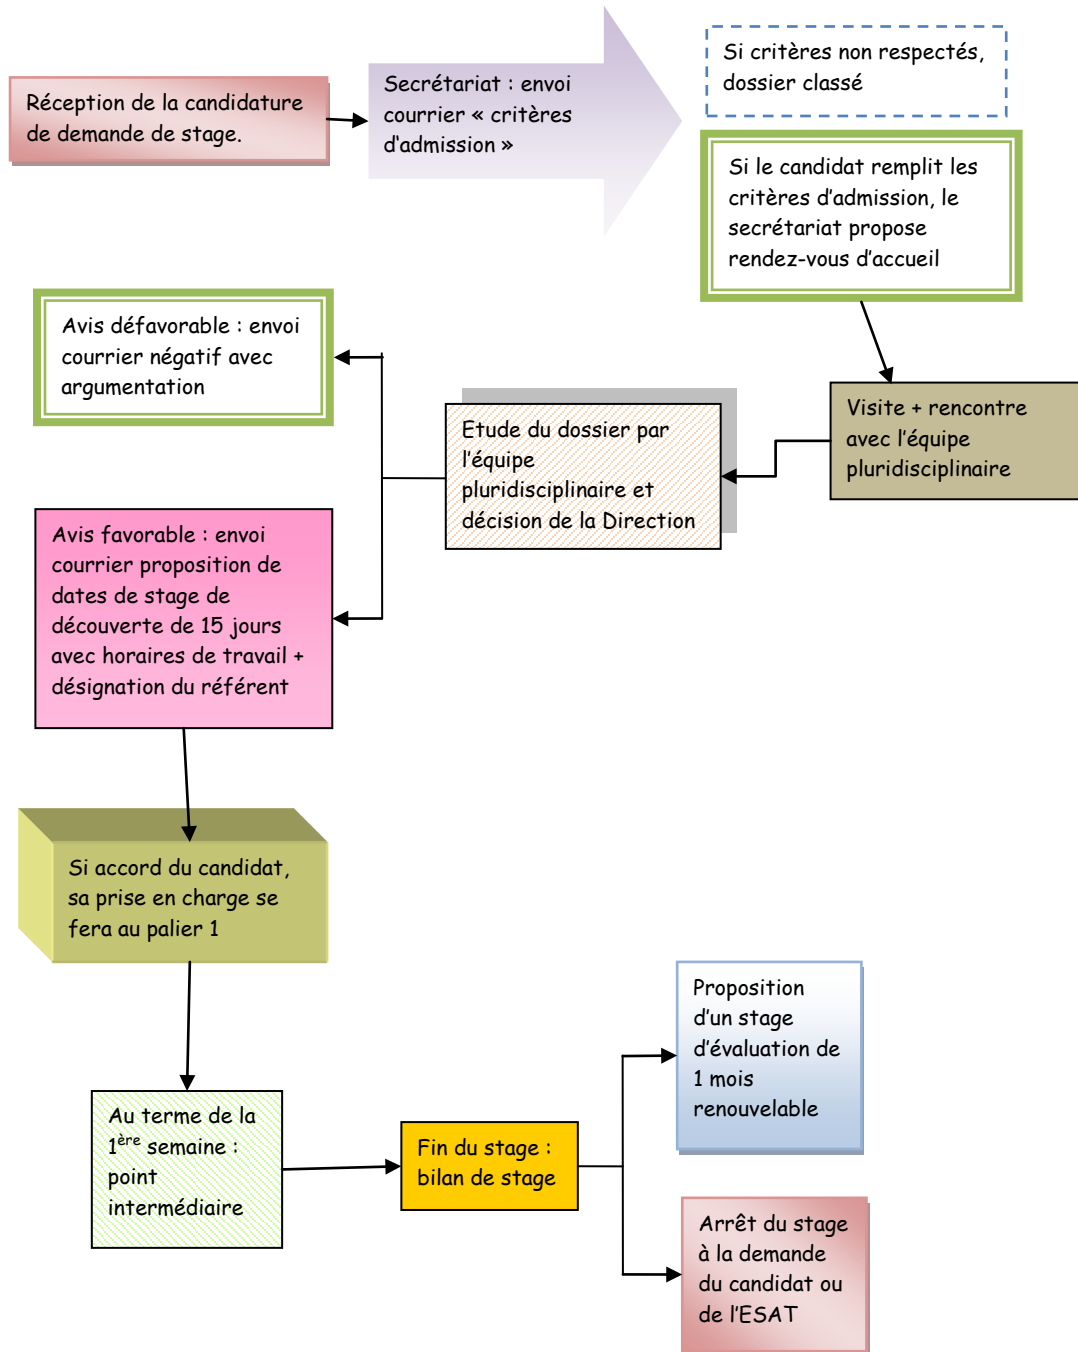 Réception de la candidature
de demande de stage.
Secrétariat : envoi
courrier « critères
d'admission »
Si critères non respectés,
dossier classé
Si le candidat remplit les
critères d'admission, le
secrétariat propose
rendez-vous d'accueil
Visite + rencontre
avec l'équipe
pluridisciplinaire
Etude du dossier par
l'équipe
pluridisciplinaire et
décision de la Direction
Avis défavorable : envoi
courrier négatif avec
argumentation
Avis favorable : envoi
courrier proposition de
dates de stage de
découverte de 15 jours
avec horaires de travail +
désignation du référent
Si accord du candidat,
sa prise en charge se
fera au palier 1
Au terme de la
1ère semaine :
point
intermédiaire
Fin du stage :
bilan de stage
Proposition
d'un stage
d'évaluation de
1 mois
renouvelable
Arrêt du stage
à la demande
du candidat ou
de l'ESAT